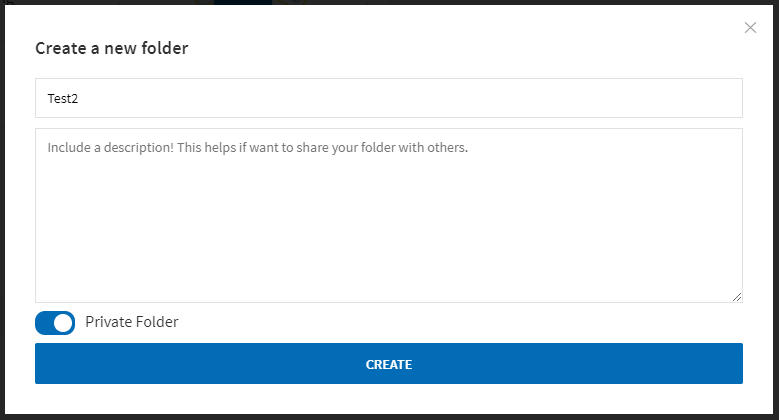 Create a new folder
Test2
Include a description! This helps if want to share your folder with others.
Private Folder
CREATE